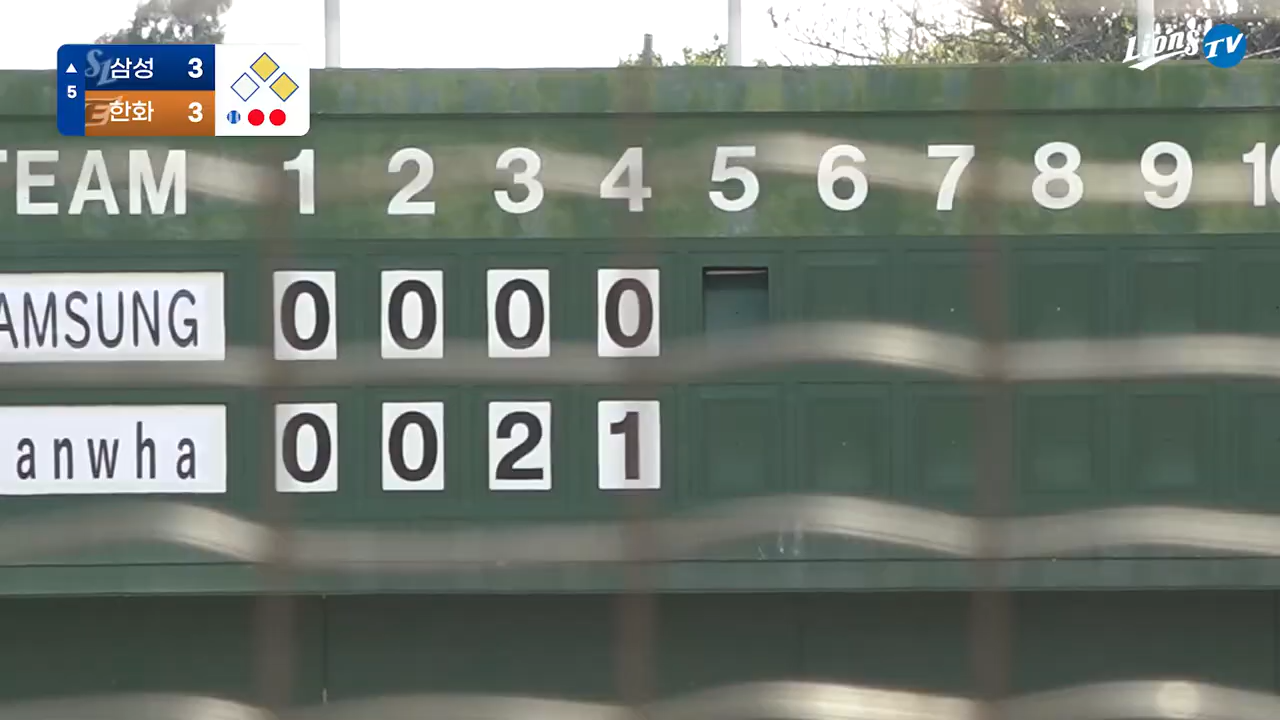 ▲ 삼성 3
5
한화 3
Lions TV
TEAM 1 2 3 4 5 6 7 8 9 10
AMSUNG 0 0 0 0
anwha 0 0 2 1